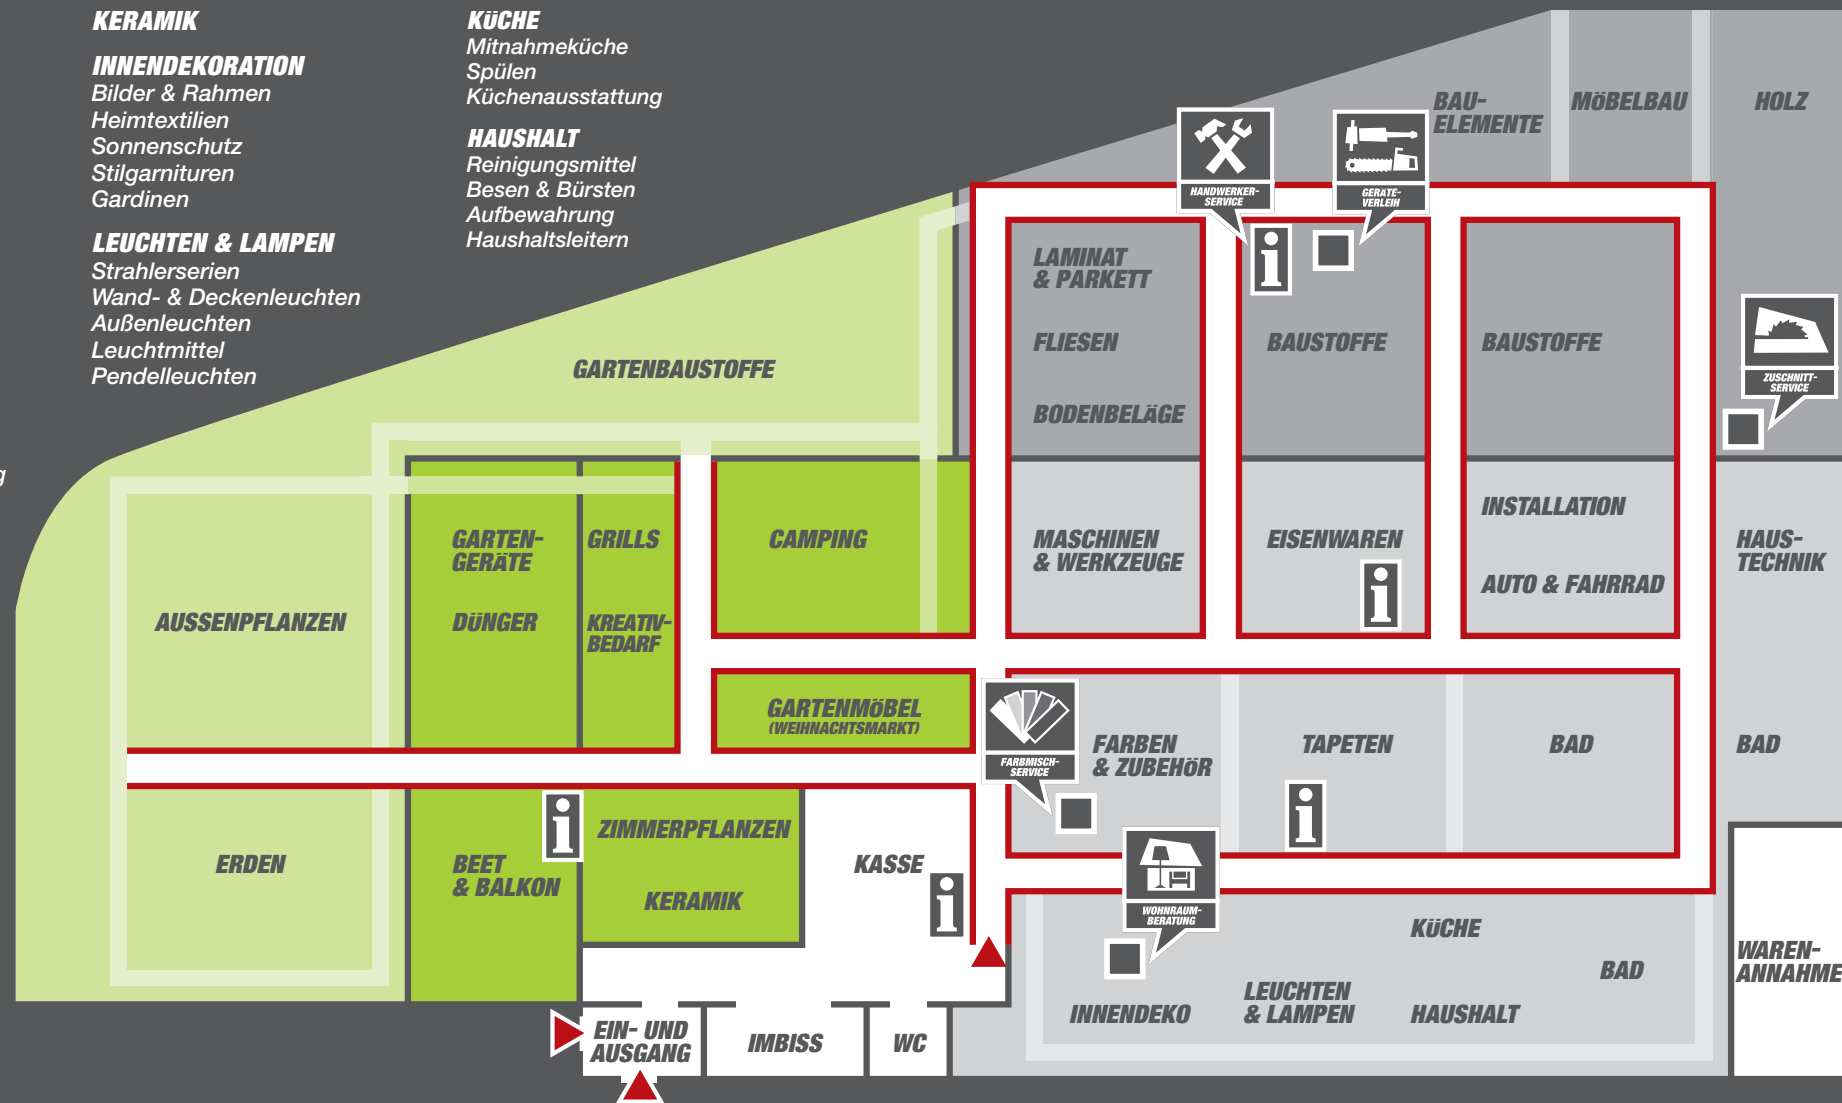 KERAMIK
INNENDEKORATION
Bilder & Rahmen
Heimtextilien
Sonnenschutz
Stilgarnituren
Gardinen
LEUCHTEN & LAMPEN
Strahlerserien
Wand- & Deckenleuchten
Außenleuchten
Leuchtmittel
Pendelleuchten
KÜCHE
Mitnahmeküche
Spülen
Küchenausstattung
HAUSHALT
Reinigungsmittel
Besen & Bürsten
Aufbewahrung
Haushaltsleitern
g
BAU-
ELEMENTE
MÖBELBAU
HOLZ
HANDWERKER-
SERVICE
GERÄTE-
VERLEIH
i
LAMINAT
& PARKETT
FLIESEN
BODENBELÄGE
BAUSTOFFE
BAUSTOFFE
ZUSCHNITT-
SERVICE
GARTENBAUSTOFFE
AUSSENPFLANZEN
GARTEN-
GERÄTE
DÜNGER
GRILLS
KREATIV-
BEDARF
CAMPING
MASCHINEN
& WERKZEUGE
EISENWAREN
i
INSTALLATION
AUTO & FAHRRAD
HAUS-
TECHNIK
GARTENMÖBEL
(WEIHNACHTSMARKT)
FARBMISCH-
SERVICE
FARBEN
& ZUBEHÖR
TAPETEN
i
BAD
BAD
ERDEN
BEET
& BALKON
i
ZIMMERPFLANZEN
KERAMIK
KASSE
i
WOHNRAUM-
BERATUNG
KÜCHE
BAD
INNENDEKO
LEUCHTEN
& LAMPEN
HAUSHALT
WAREN-
ANNAHME
EIN- UND
AUSGANG
IMBISS
WC